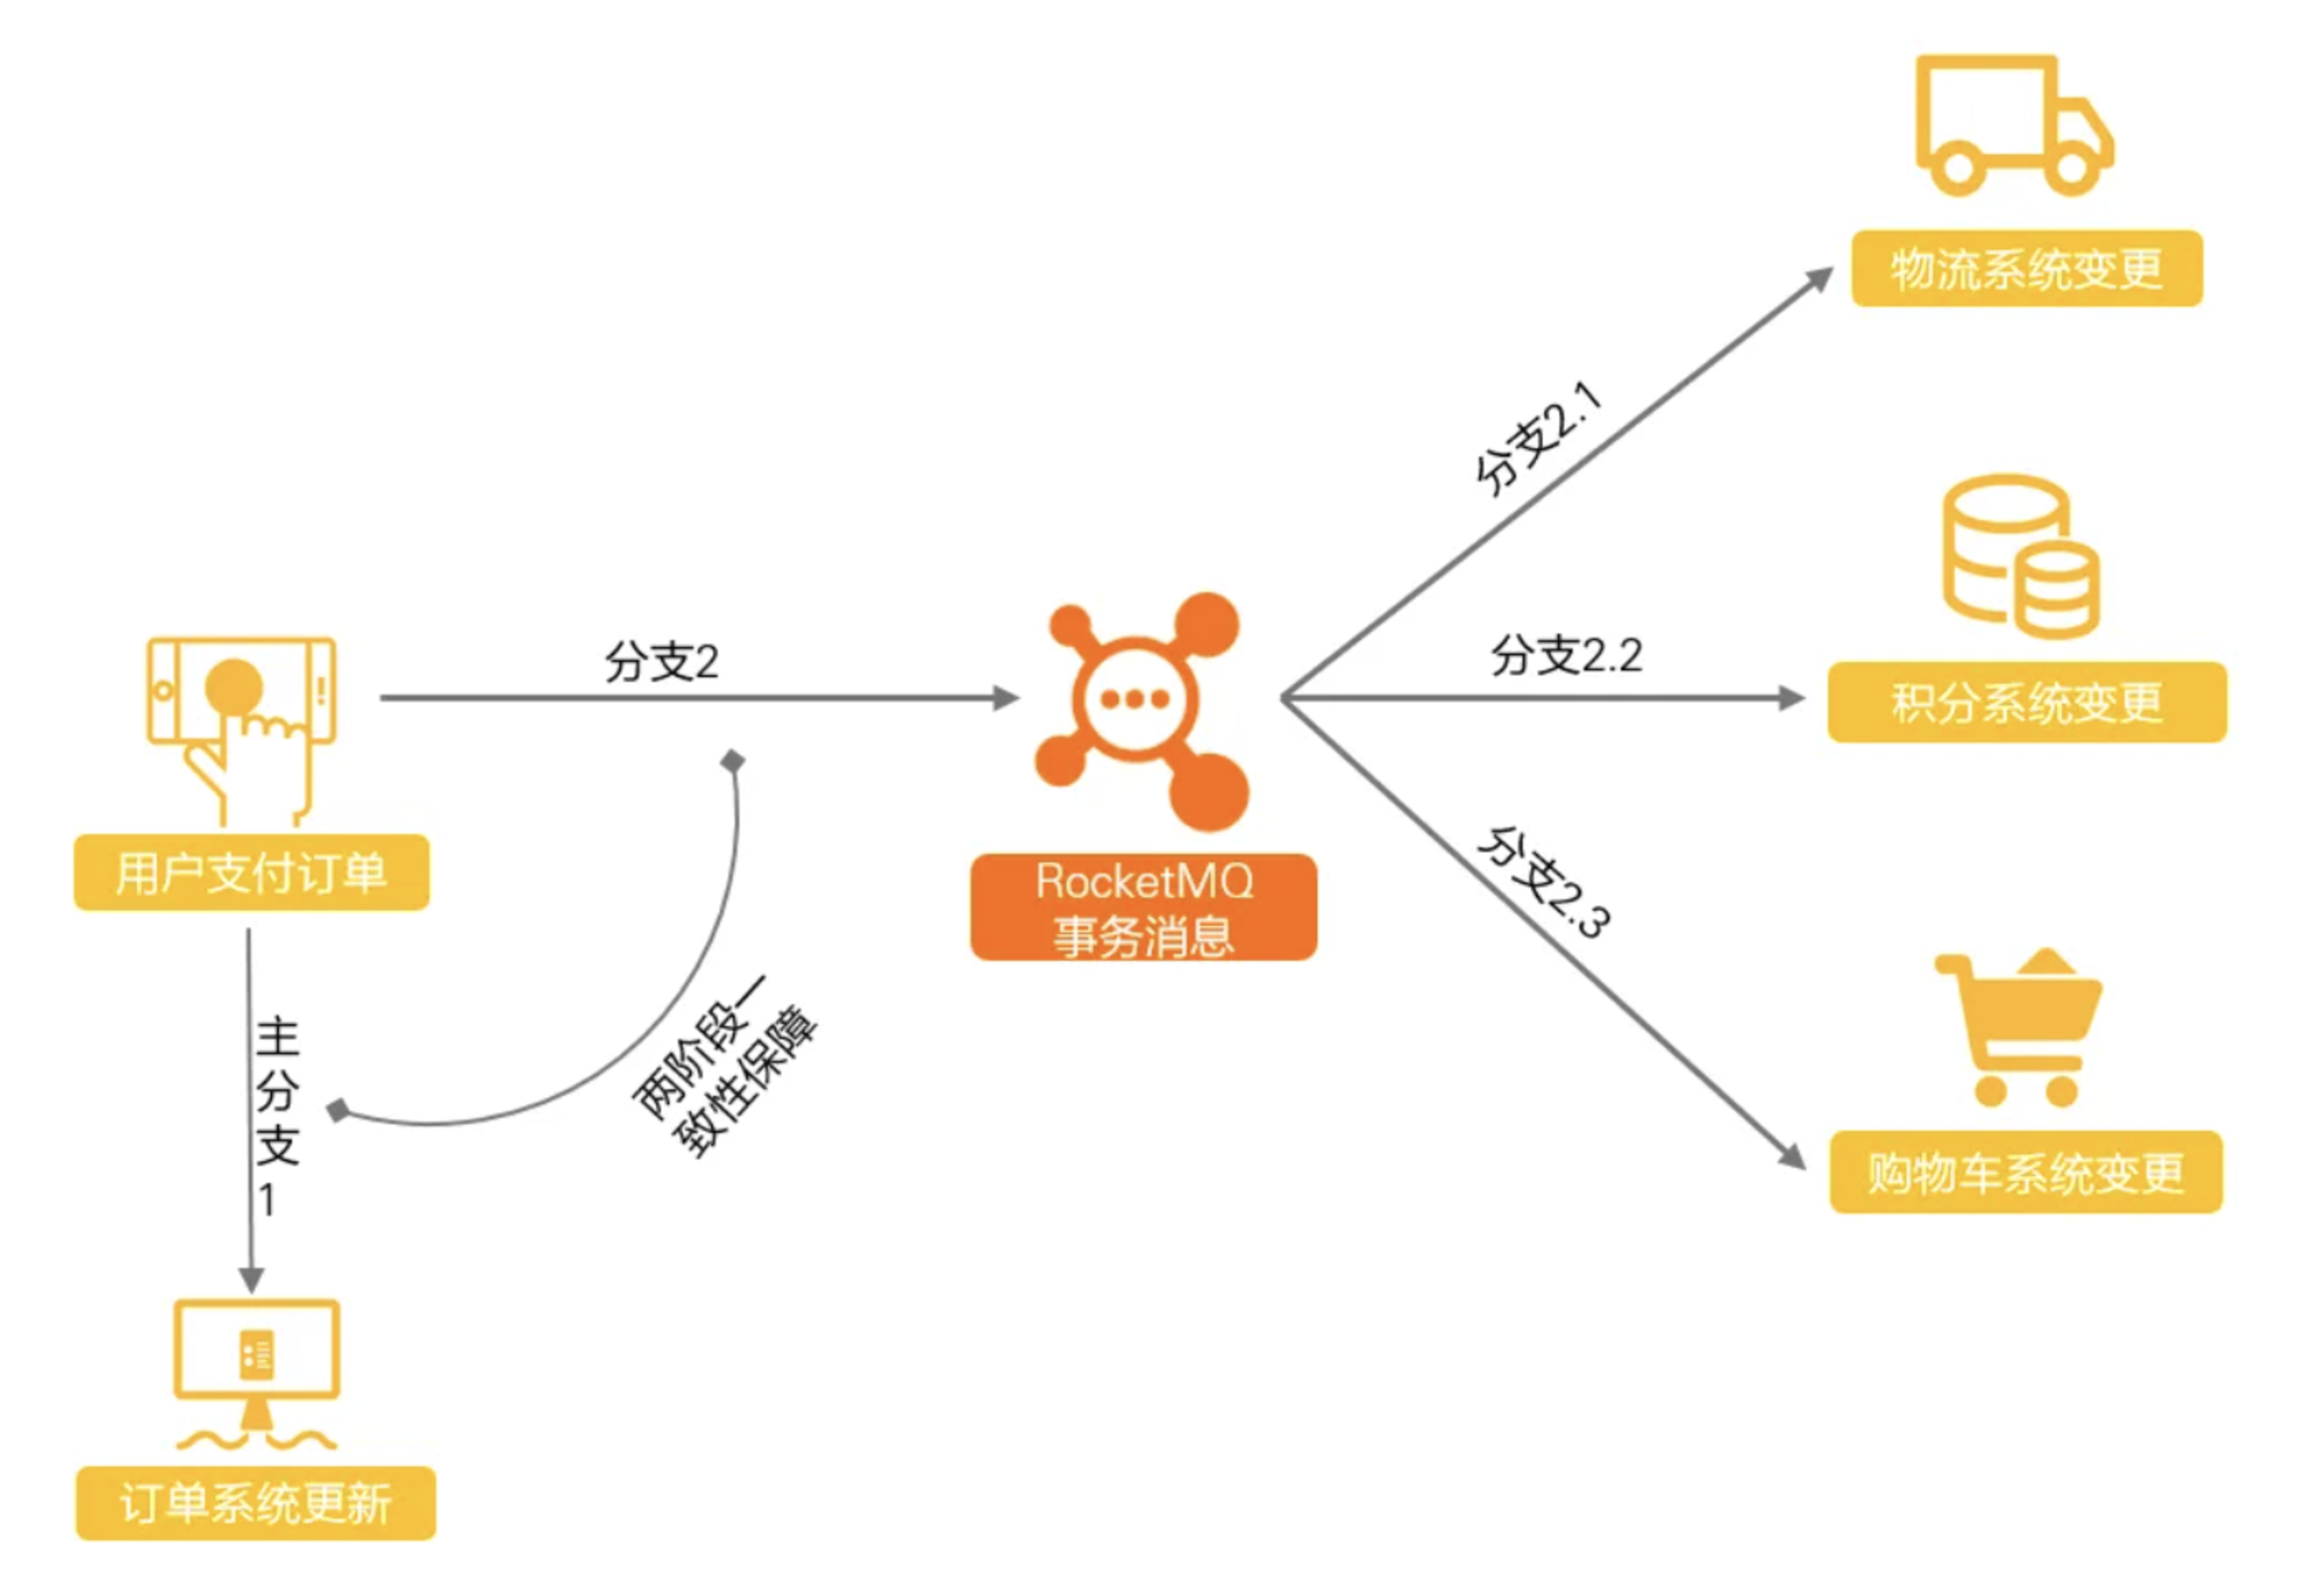 物流系统变更
分支2.1
分支2
分支2.2
积分系统变更
用户支付订单
RocketMQ
事务消息
分支2.3
两阶段一
致性保障
主
分
支
1
购物车系统变更
订单系统更新